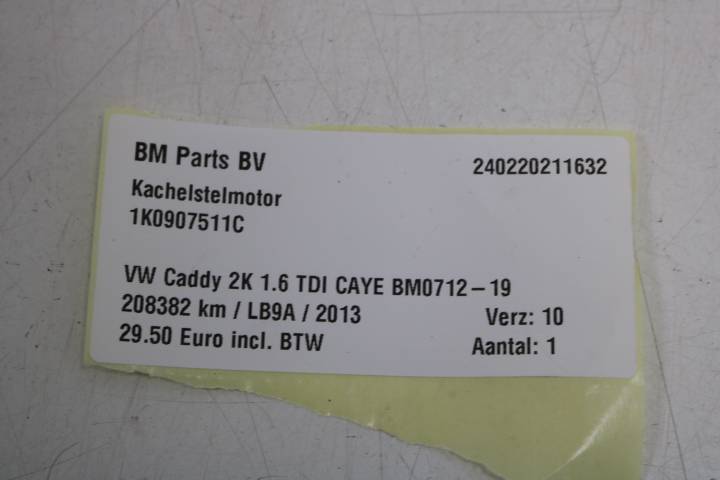 BM Parts BV 240220211632
Kachelstelmotor
1K0907511C
VW Caddy 2K 1.6 TDI CAYE BM0712-19
208382 km / LB9A / 2013 Verz: 10
29.50 Euro incl. BTW Aantal: 1